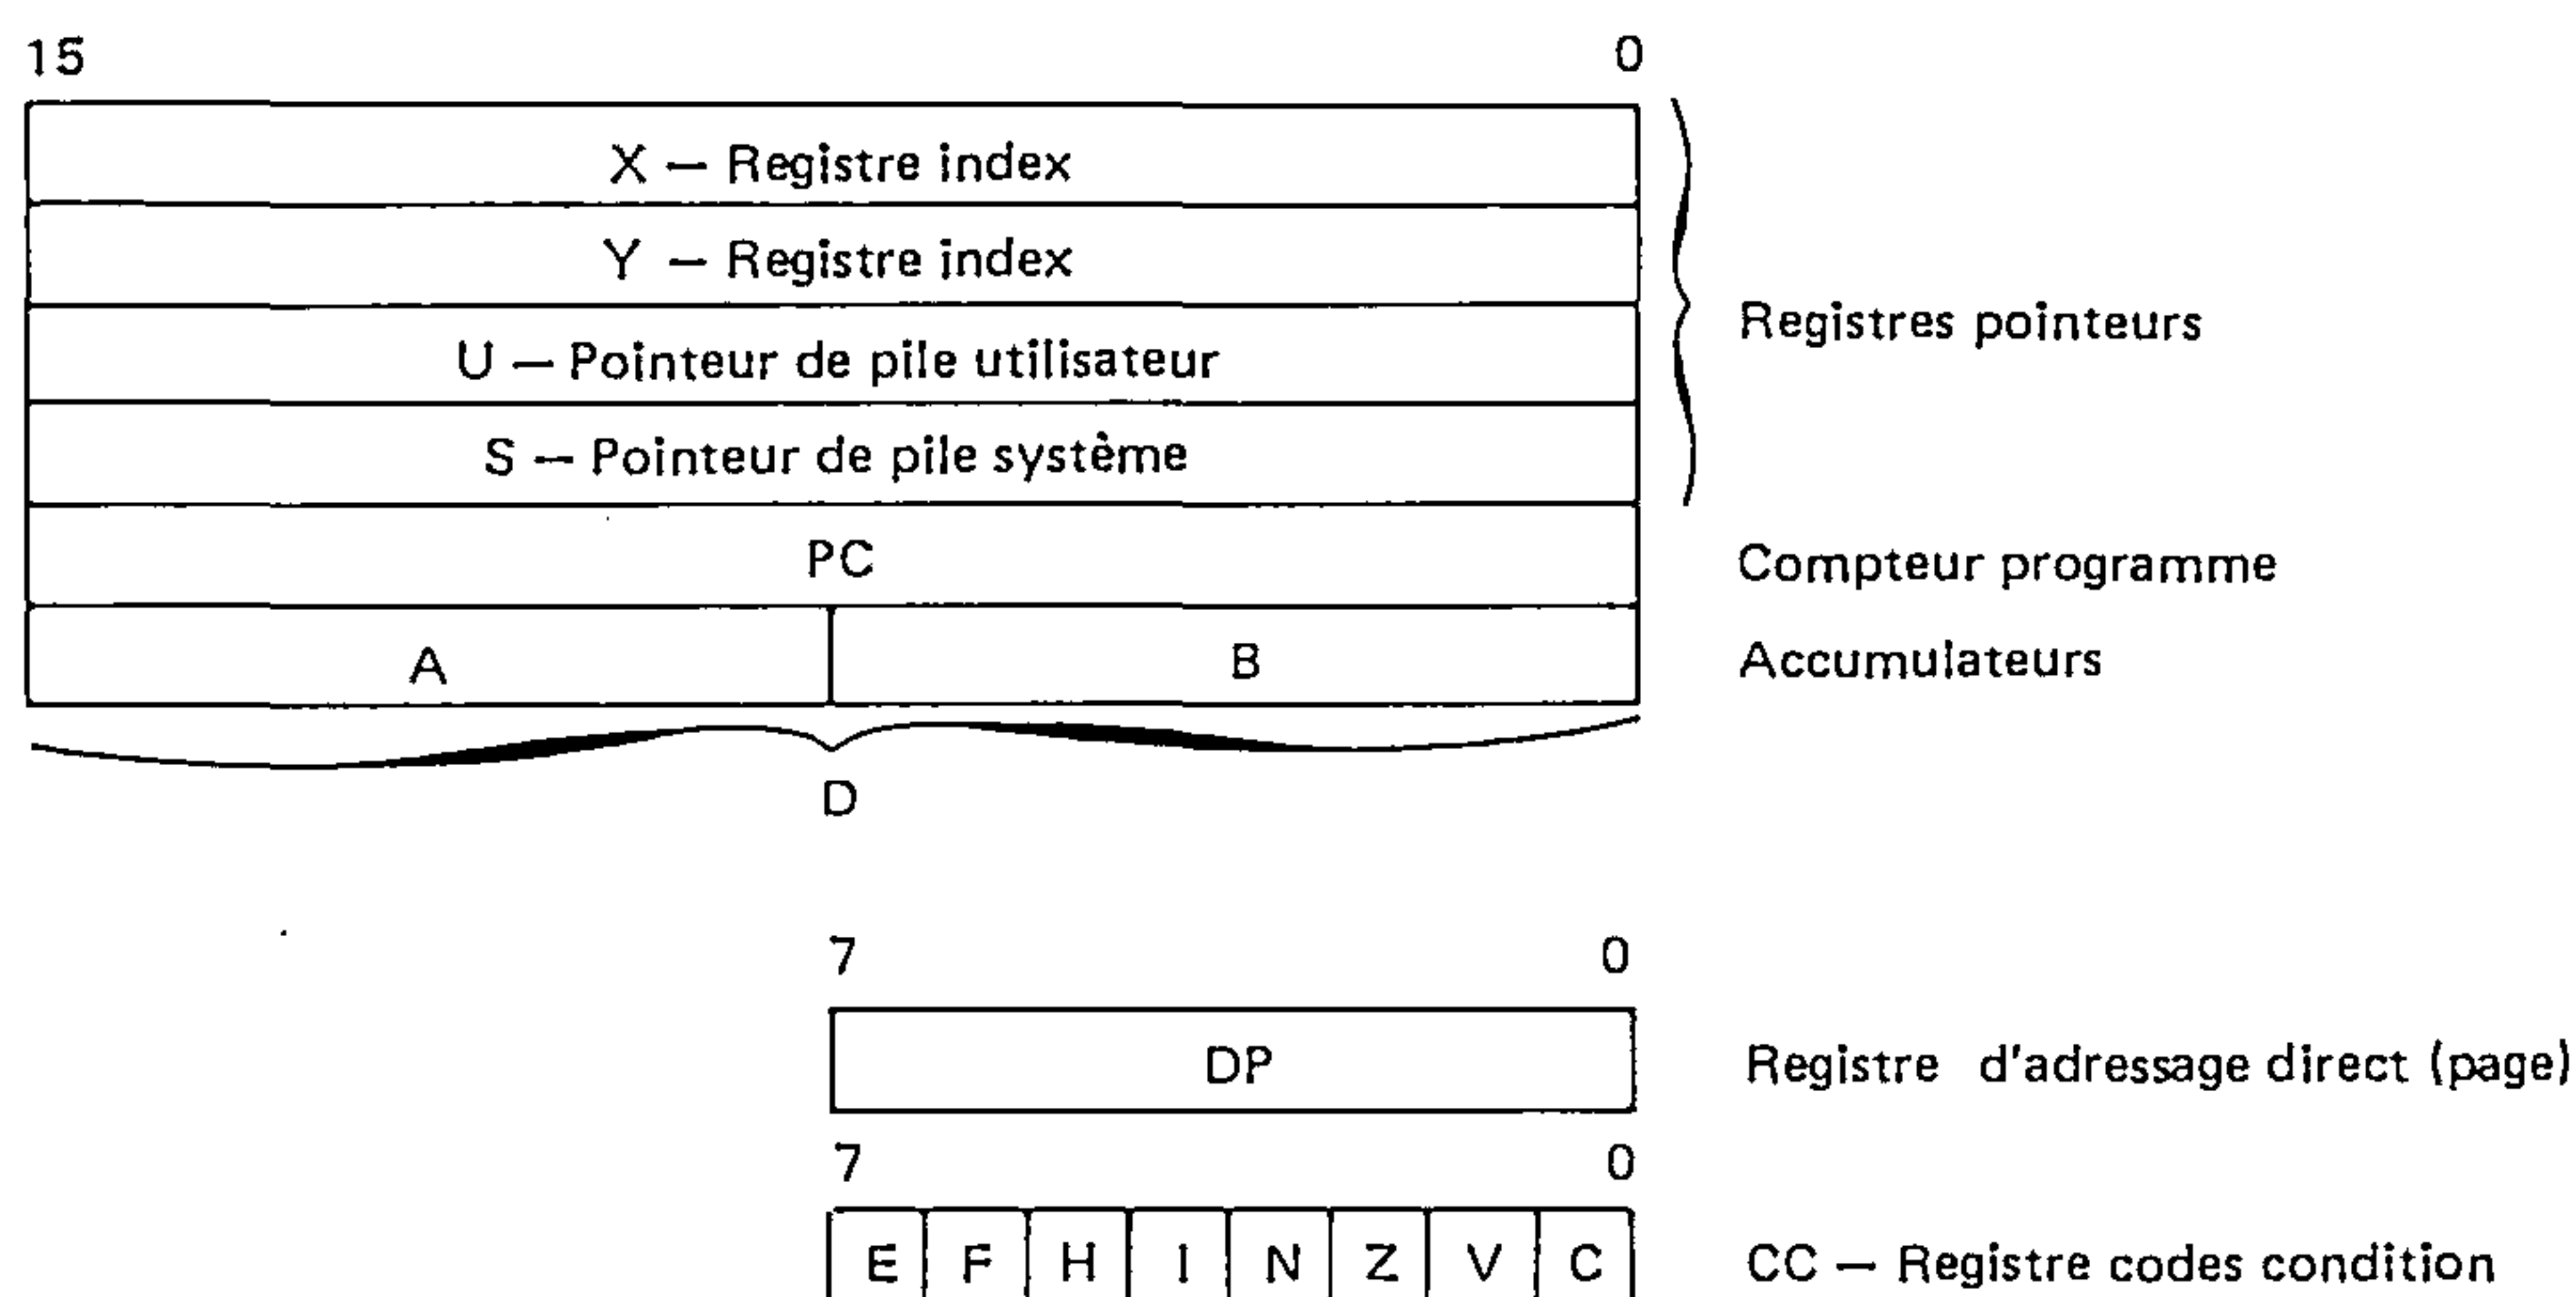 15 0
X — Registre index
Y — Registre index
U — Pointeur de pile utilisateur
S — Pointeur de pile système
Registres pointeurs
PC Compteur programme
A B Accumulateurs
D
7 0
DP Registre d'adressage direct (page)
7 0
E F H I N Z V C CC — Registre codes condition